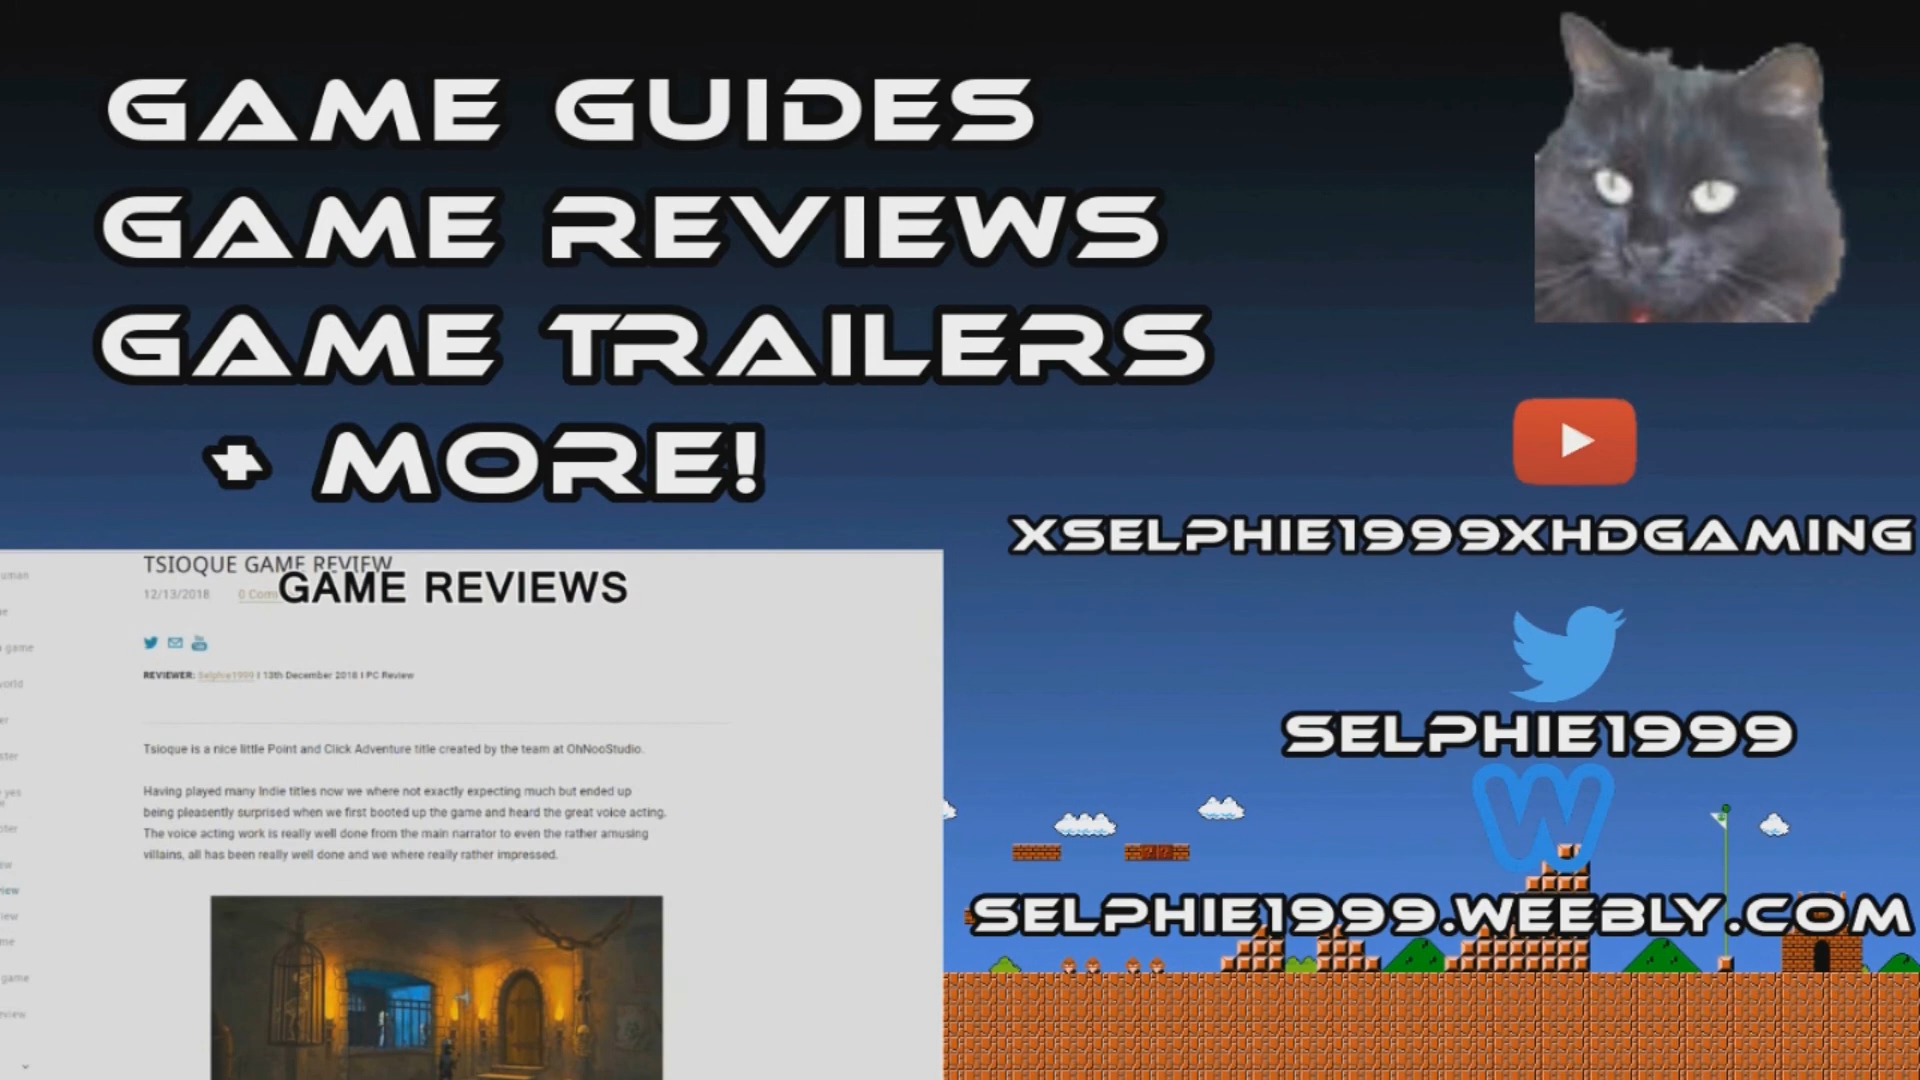 GAME GUIDES
GAME REVIEWS
GAME TRAILERS
+ MORE!
XSELPHIE1999XHDGAMING
SELPHIE1999
W
SELPHIE1999.WEEBLY.COM
TSIOQUE GAME REVIEW
GAME REVIEWS
12/13/2018
0
REVIEWER: Selphie1999 I 13th December 2018 I PC Review
Tsioque is a nice little Point and Click Adventure title created by the team at OhNooStudio.
Having played many Indie titles now we where not exactly expecting much but ended up
being pleasently surprised when we first booted up the game and heard the great voice acting.
The voice acting work is really well done from the main narrator to even the rather amusing
villains, all has been really well done and we where really rather impressed.
game
yes
game